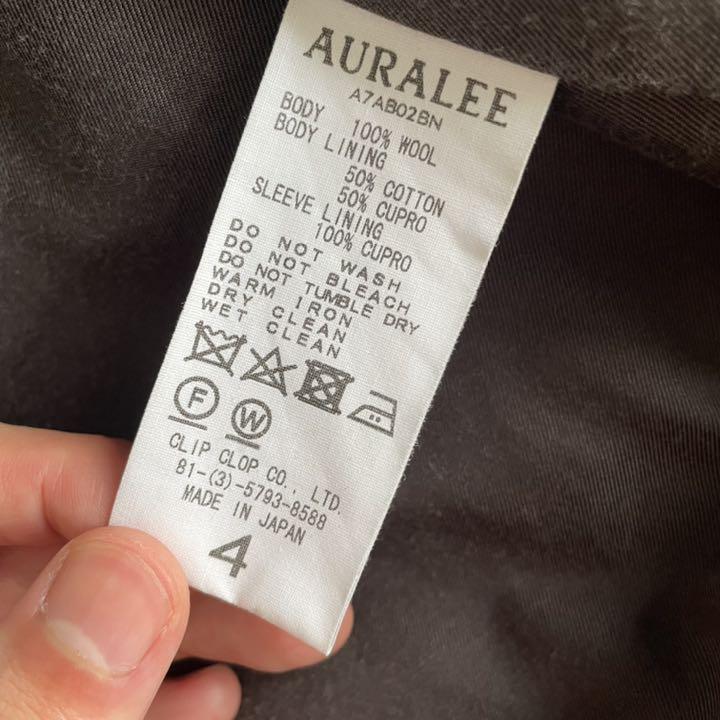 AURALEE
A7AB02BN
BODY 100% WOOL
BODY LINING
50% COTTON
50% CUPRO
SLEEVE LINING
100% CUPRO
DO NOT WASH
DO NOT BLEACH
DO NOT TUMBLE DRY
WARM IRON
DRY CLEAN
WET CLEAN
F W
CLIP CLOP CO., LTD.
81-(3)-5793-8588
MADE IN JAPAN
4